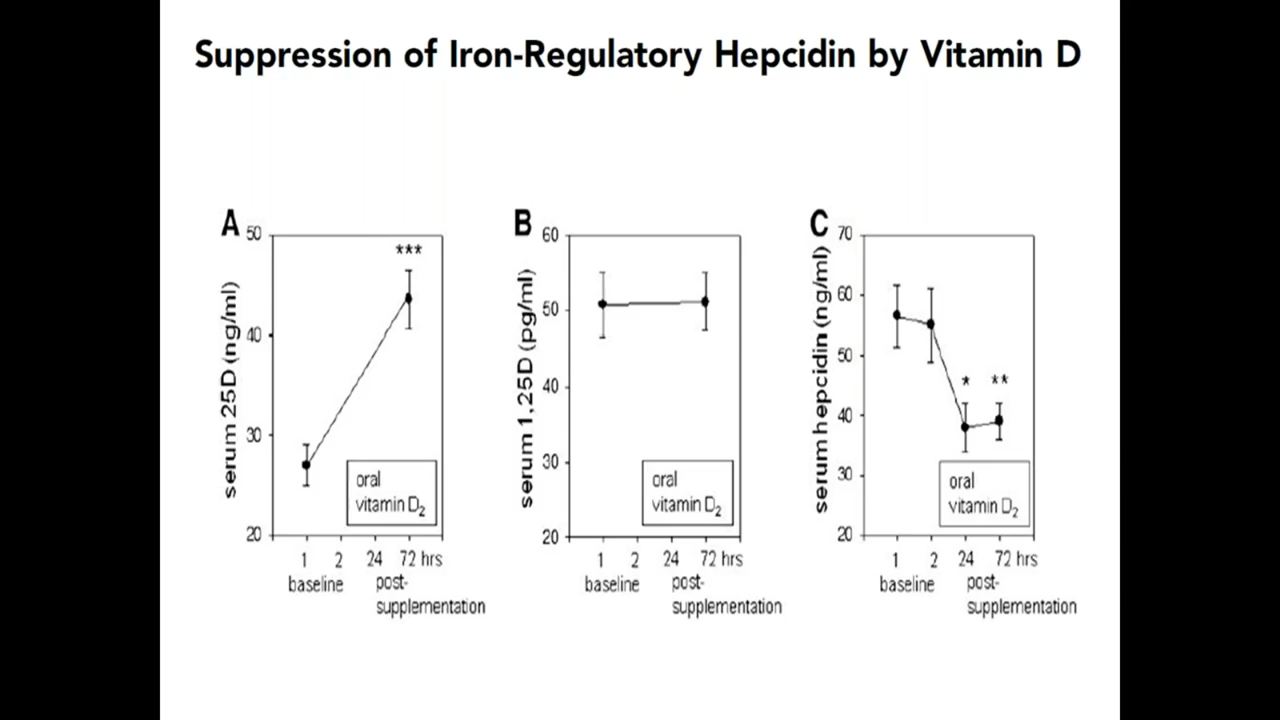 Suppression of Iron-Regulatory Hepcidin by Vitamin D
A
50
40
30
20
serum 25D (ng/ml)
***
oral
vitamin D2
1 2 24 72 hrs
baseline post-
supplementation
B
60
50
40
30
20
serum 1,25D (pg/ml)
oral
vitamin D2
1 2 24 72 hrs
baseline post-
supplementation
C
70
60
50
40
30
20
serum hepcidin (ng/ml)
* **
oral
vitamin D2
1 2 24 72 hrs
baseline post-
supplementation